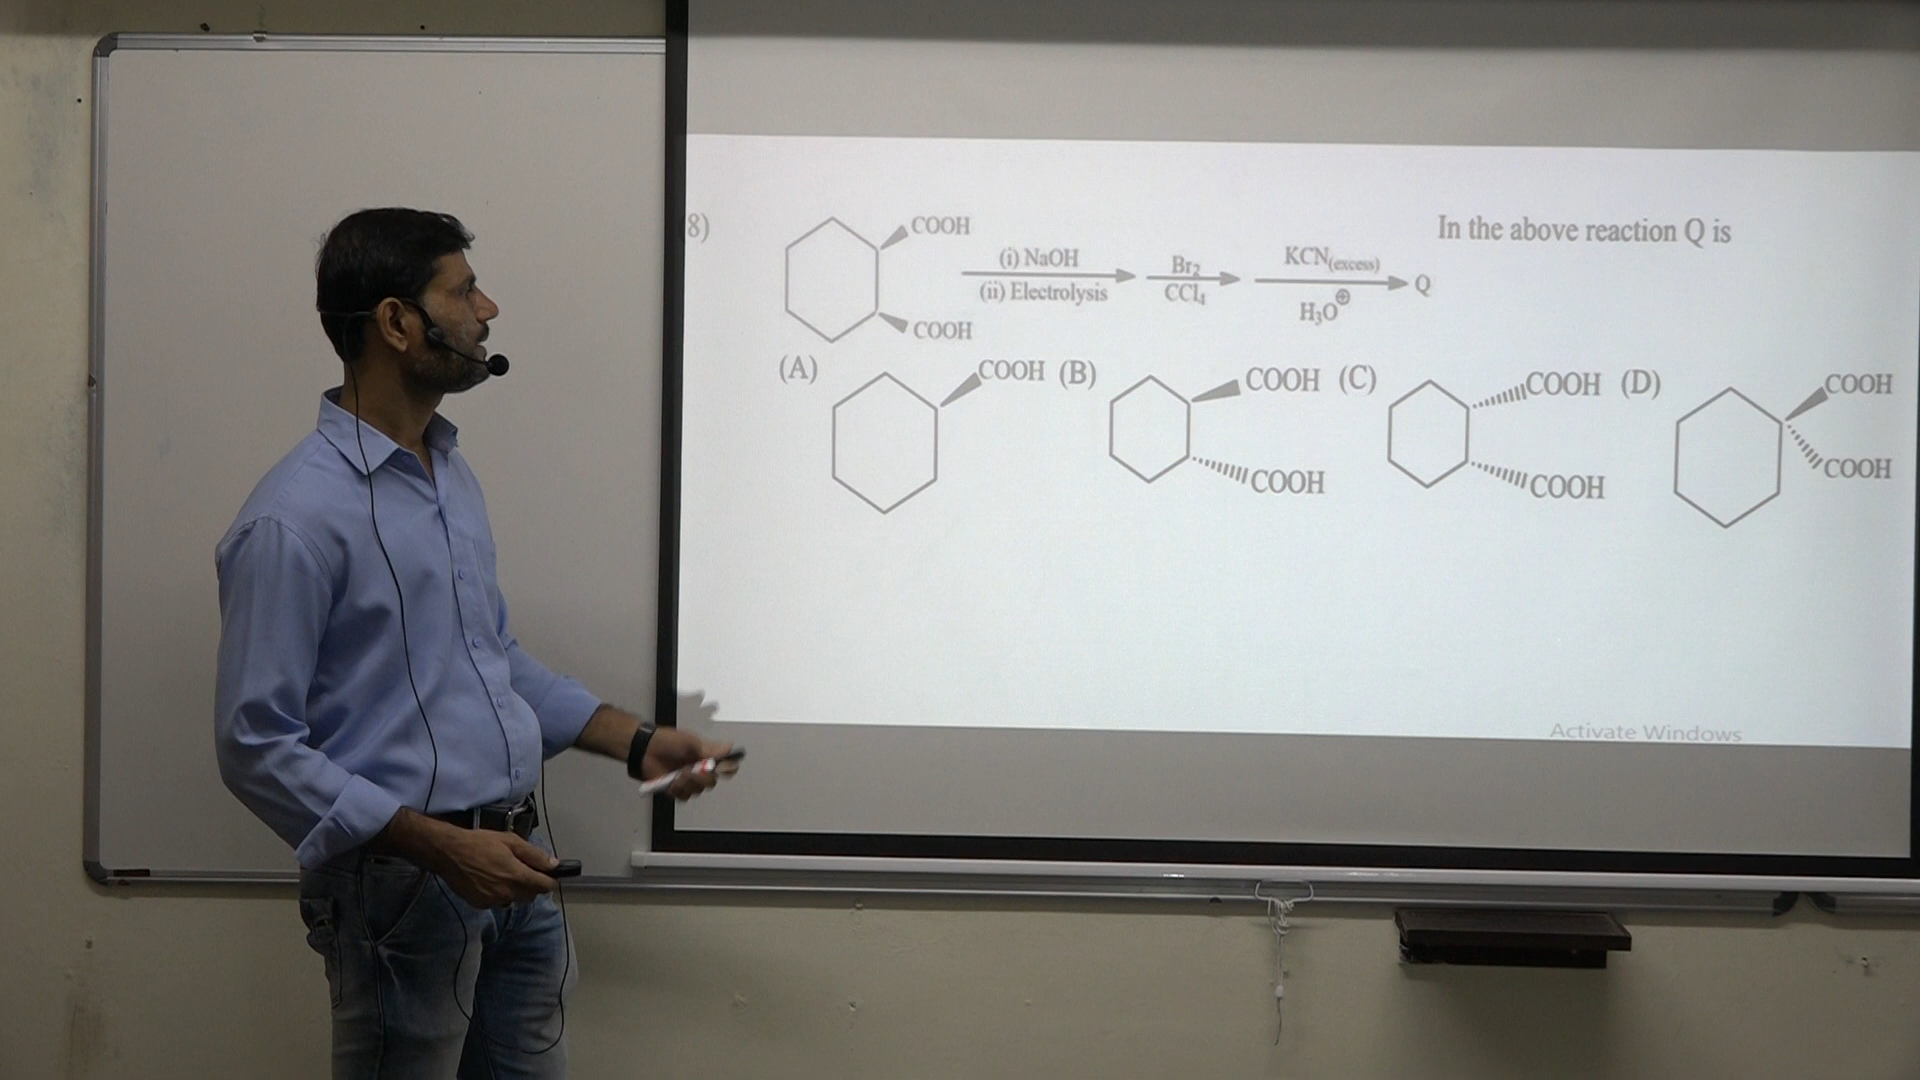 8)
COOH
COOH
(i) NaOH
(ii) Electrolysis
Br₂
CCl₄
KCN(excess)
H₃O⊕
Q
In the above reaction Q is
(A)
COOH
(B)
COOH
COOH
(C)
COOH
COOH
(D)
COOH
COOH
Activate Windows